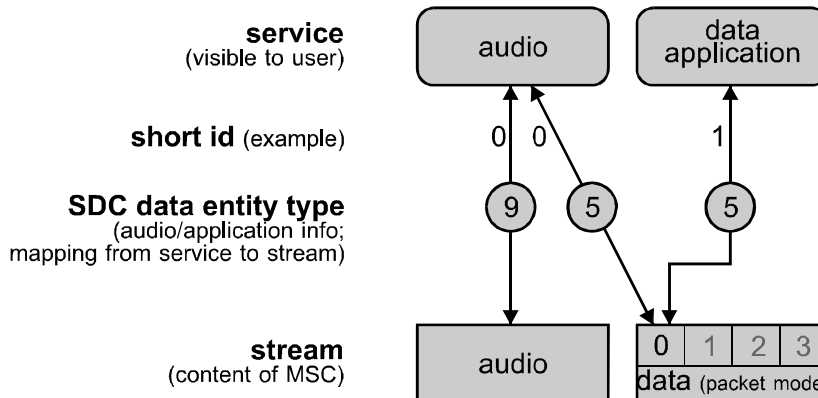 service
(visible to user)
audio
data
application
short id (example)
0 0 1
SDC data entity type
(audio/application info;
mapping from service to stream)
9 5 5
stream
(content of MSC)
audio
0 1 2 3
data (packet mode